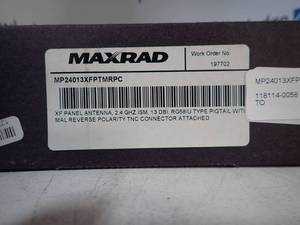 MAXRAD
Work Order No.
197702
MP24013XFPTMRPC
MP24013XFP
118114-0058
TO
XF PANEL ANTENNA, 2.4 GHZ ISM, 13 DBI, RG58/U TYPE PIGTAIL WITH
MAL REVERSE POLARITY TNC CONNECTOR ATTACHED